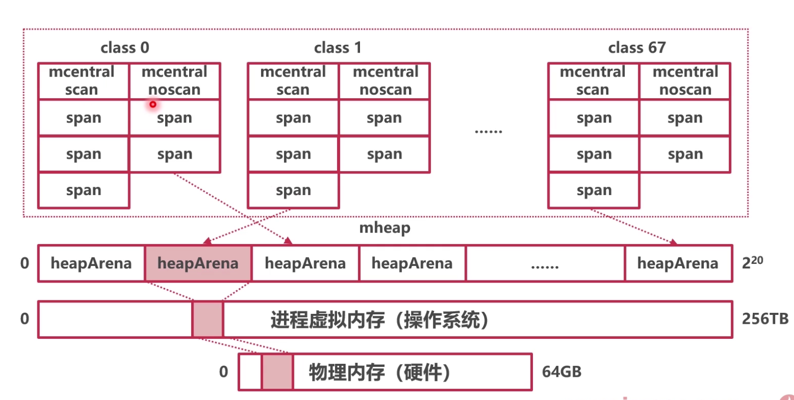 class 0
class 1
class 67
mcentral scan
mcentral noscan
mcentral scan
mcentral noscan
mcentral scan
mcentral noscan
span
span
span
span
span
span
span
span
span
span
span
span
......
span
span
span
mheap
0
heapArena
heapArena
heapArena
heapArena
......
heapArena
2²⁰
0
进程虚拟内存（操作系统）
256TB
0
物理内存（硬件）
64GB